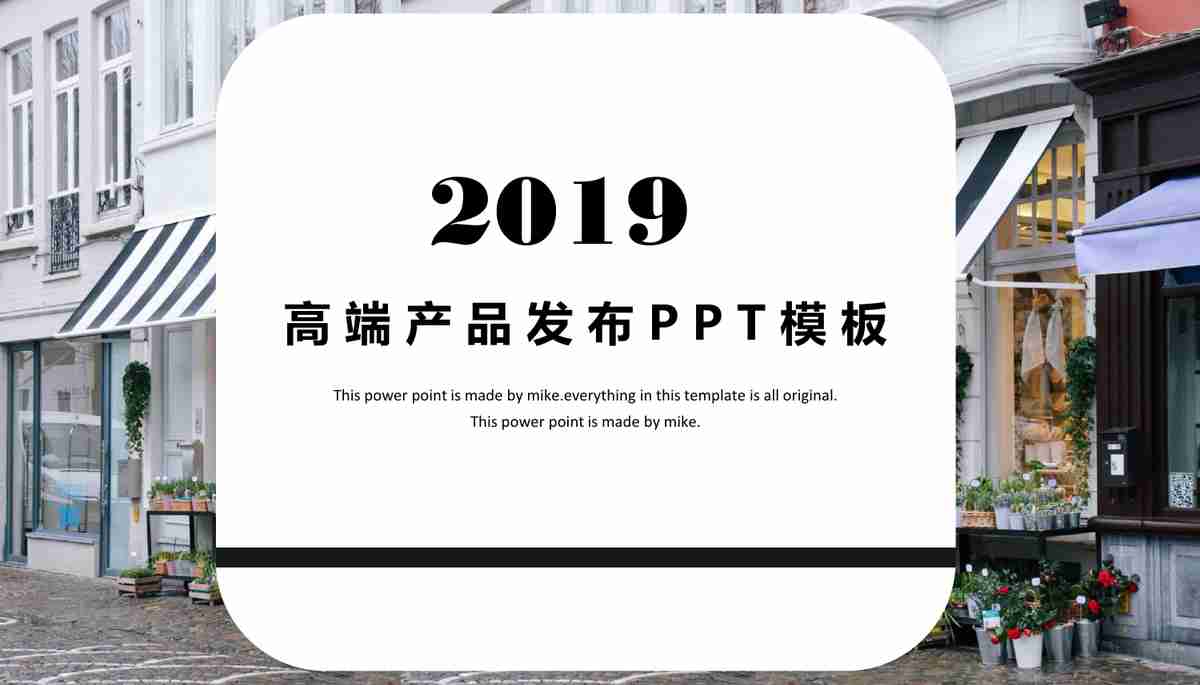 2019
高端产品发布PPT模板
This power point is made by mike.everything in this template is all original.
This power point is made by mike.